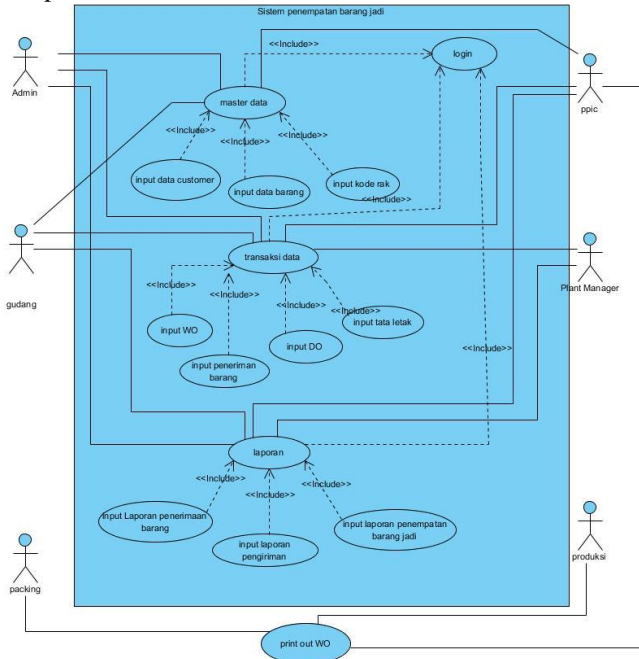 Sistem penempatan barang jadi
<<Include>>
login
Admin
ppic
master data
<<Include>>
<<Include>>
<<Include>>
input data customer
input data barang
input kode rak
<<Include>>
gudang
transaksi data
Plant Manager
<<Include>>
<<Include>>
<<Include>>
<<Include>>
input WO
input peneriman
barang
input DO
input tata letak
<<Include>>
laporan
<<Include>>
<<Include>>
<<Include>>
input Laporan penerimaan
barang
input laporan
pengiriman
input laporan penempatan
barang jadi
packing
produksi
print out WO